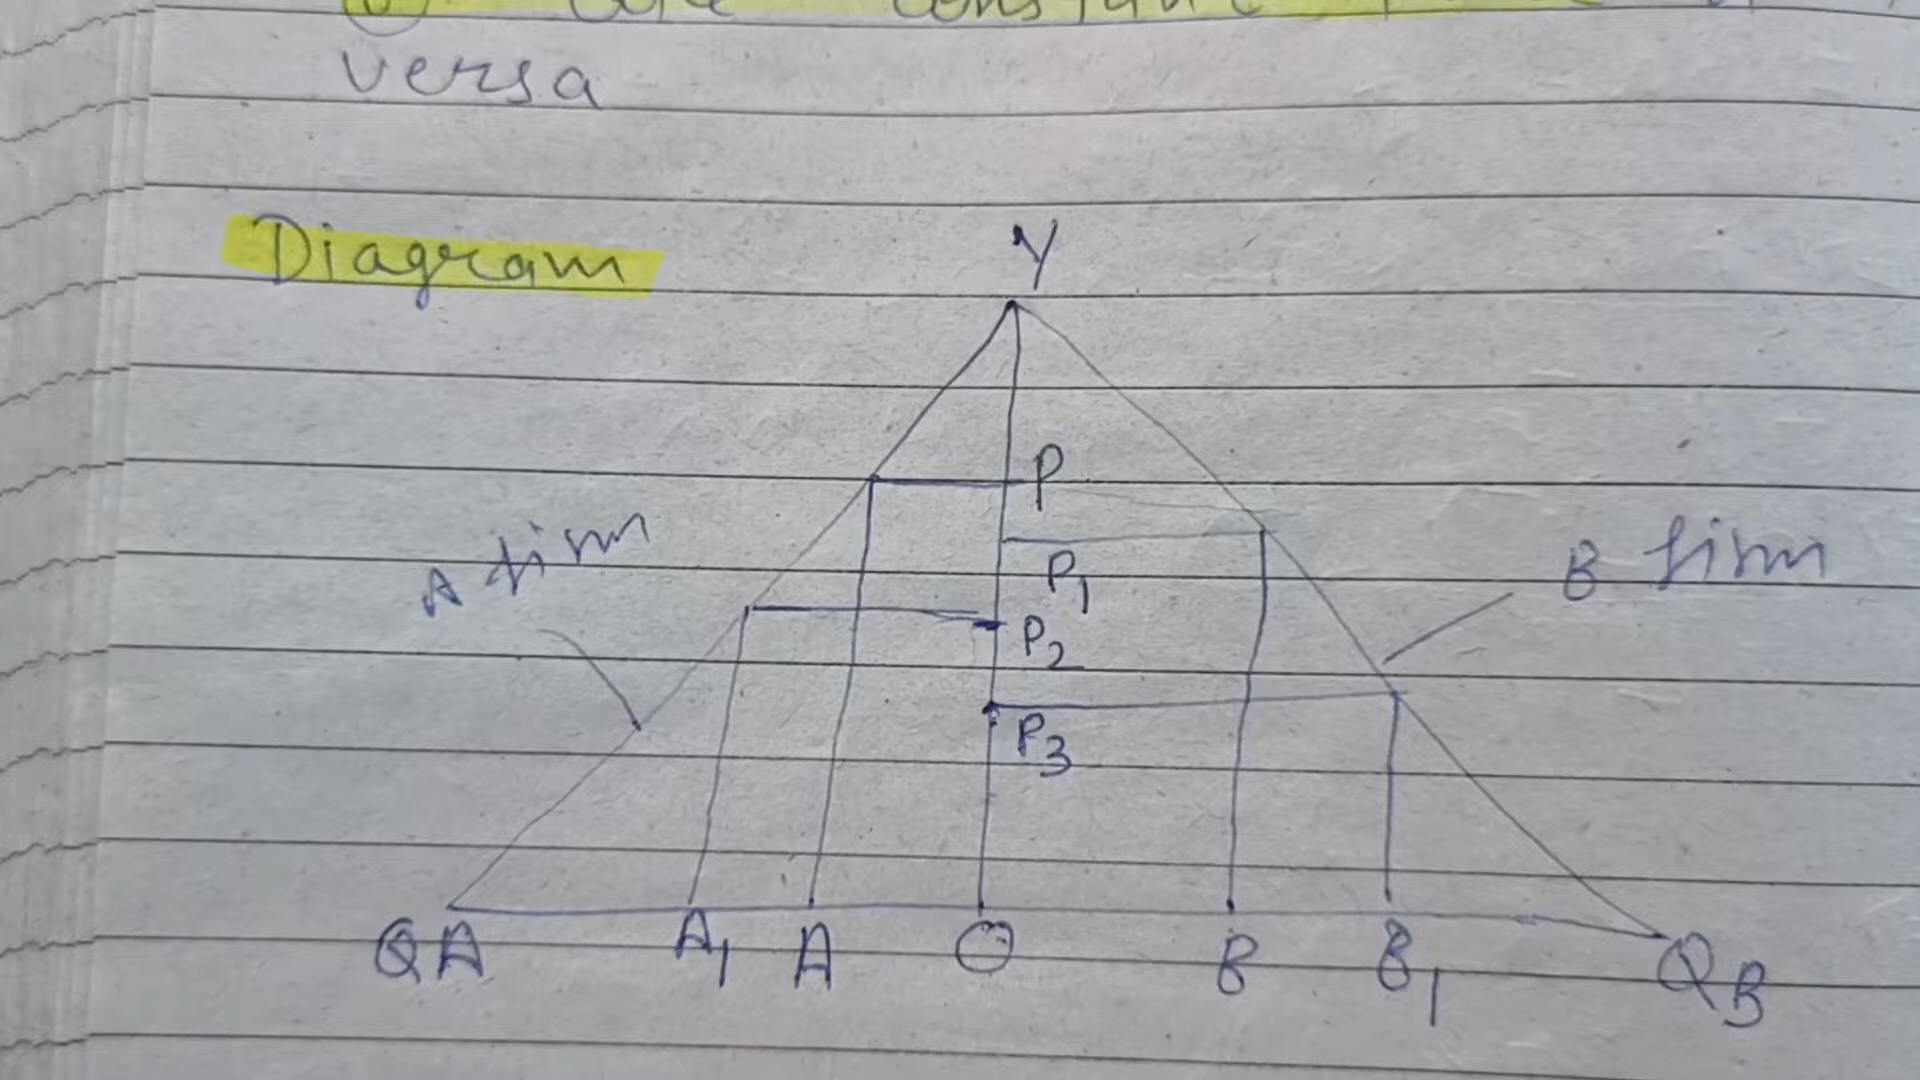 versa
Diagram
Y
P
A firm
B firm
P1
P2
P3
QA A1 A O B B1 QB